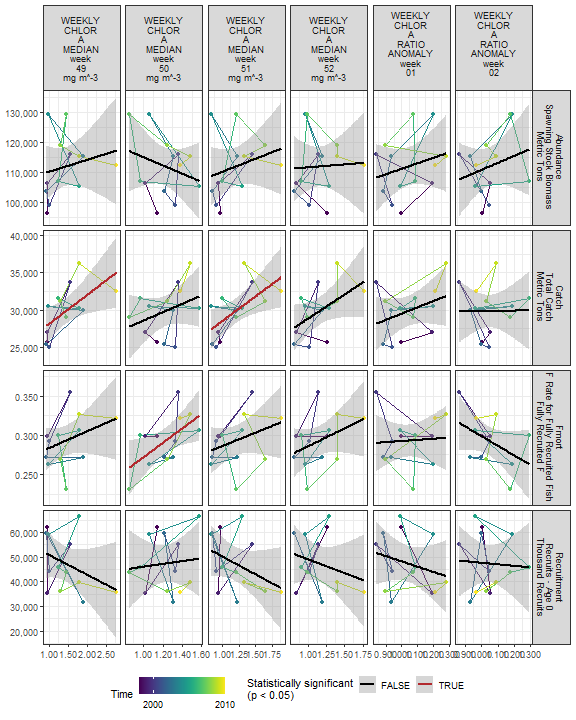 WEEKLY
CHLOR
A
MEDIAN
week
49
mg m^-3
WEEKLY
CHLOR
A
MEDIAN
week
50
mg m^-3
WEEKLY
CHLOR
A
MEDIAN
week
51
mg m^-3
WEEKLY
CHLOR
A
MEDIAN
week
52
mg m^-3
WEEKLY
CHLOR
A
RATIO
ANOMALY
week
01
WEEKLY
CHLOR
A
RATIO
ANOMALY
week
02
130,000
120,000
110,000
100,000
Abundance
Spawning Stock Biomass
Metric Tons
40,000
35,000
30,000
25,000
Catch
Total Catch
Metric Tons
0.350
0.300
0.250
Fmort
F Rate for Fully Recruited Fish
Fully Recruited F
60,000
50,000
40,000
30,000
20,000
Recruitment
Recruits - Age 0
Thousand Recruits
1.00 1.50 2.00 2.50
1.00 1.20 1.40 1.60
1.00 1.25 1.50 1.75
1.00 1.25 1.50 1.75
Time
2000 2010
Statistically significant
(p < 0.05)
FALSE
TRUE